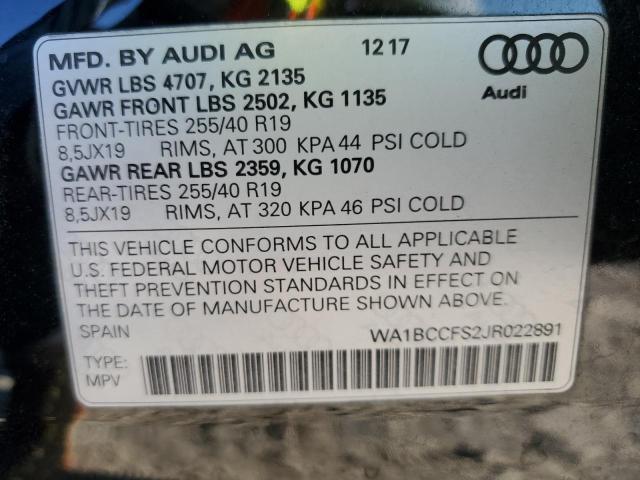 MFD. BY AUDI AG 12 17
GVWR LBS 4707, KG 2135
GAWR FRONT LBS 2502, KG 1135
Audi
FRONT-TIRES 255/40 R19
8,5JX19 RIMS, AT 300 KPA 44 PSI COLD
GAWR REAR LBS 2359, KG 1070
REAR-TIRES 255/40 R19
8,5JX19 RIMS, AT 320 KPA 46 PSI COLD
THIS VEHICLE CONFORMS TO ALL APPLICABLE
U.S. FEDERAL MOTOR VEHICLE SAFETY AND
THEFT PREVENTION STANDARDS IN EFFECT ON
THE DATE OF MANUFACTURE SHOWN ABOVE.
SPAIN WA1BCCFS2JR022891
TYPE:
MPV